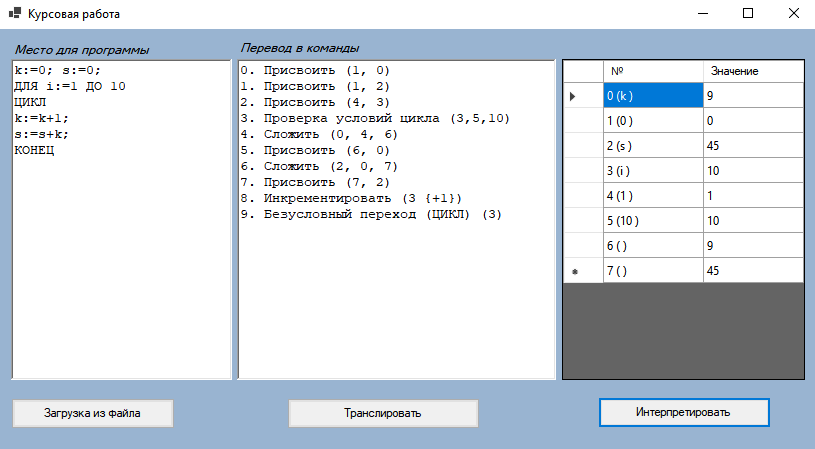 Курсовая работа
Место для программы
k:=0; s:=0;
ДЛЯ i:=1 ДО 10
ЦИКЛ
k:=k+1;
s:=s+k;
КОНЕЦ
Перевод в команды
0. Присвоить (1, 0)
1. Присвоить (1, 2)
2. Присвоить (4, 3)
3. Проверка условий цикла (3,5,10)
4. Сложить (0, 4, 6)
5. Присвоить (6, 0)
6. Сложить (2, 0, 7)
7. Присвоить (7, 2)
8. Инкрементировать (3 {+1})
9. Безусловный переход (ЦИКЛ) (3)
№ Значение
0 (k ) 9
1 (0 ) 0
2 (s ) 45
3 (i ) 10
4 (1 ) 1
5 (10 ) 10
6 ( ) 9
7 ( ) 45
Загрузка из файла
Транслировать
Интерпретировать